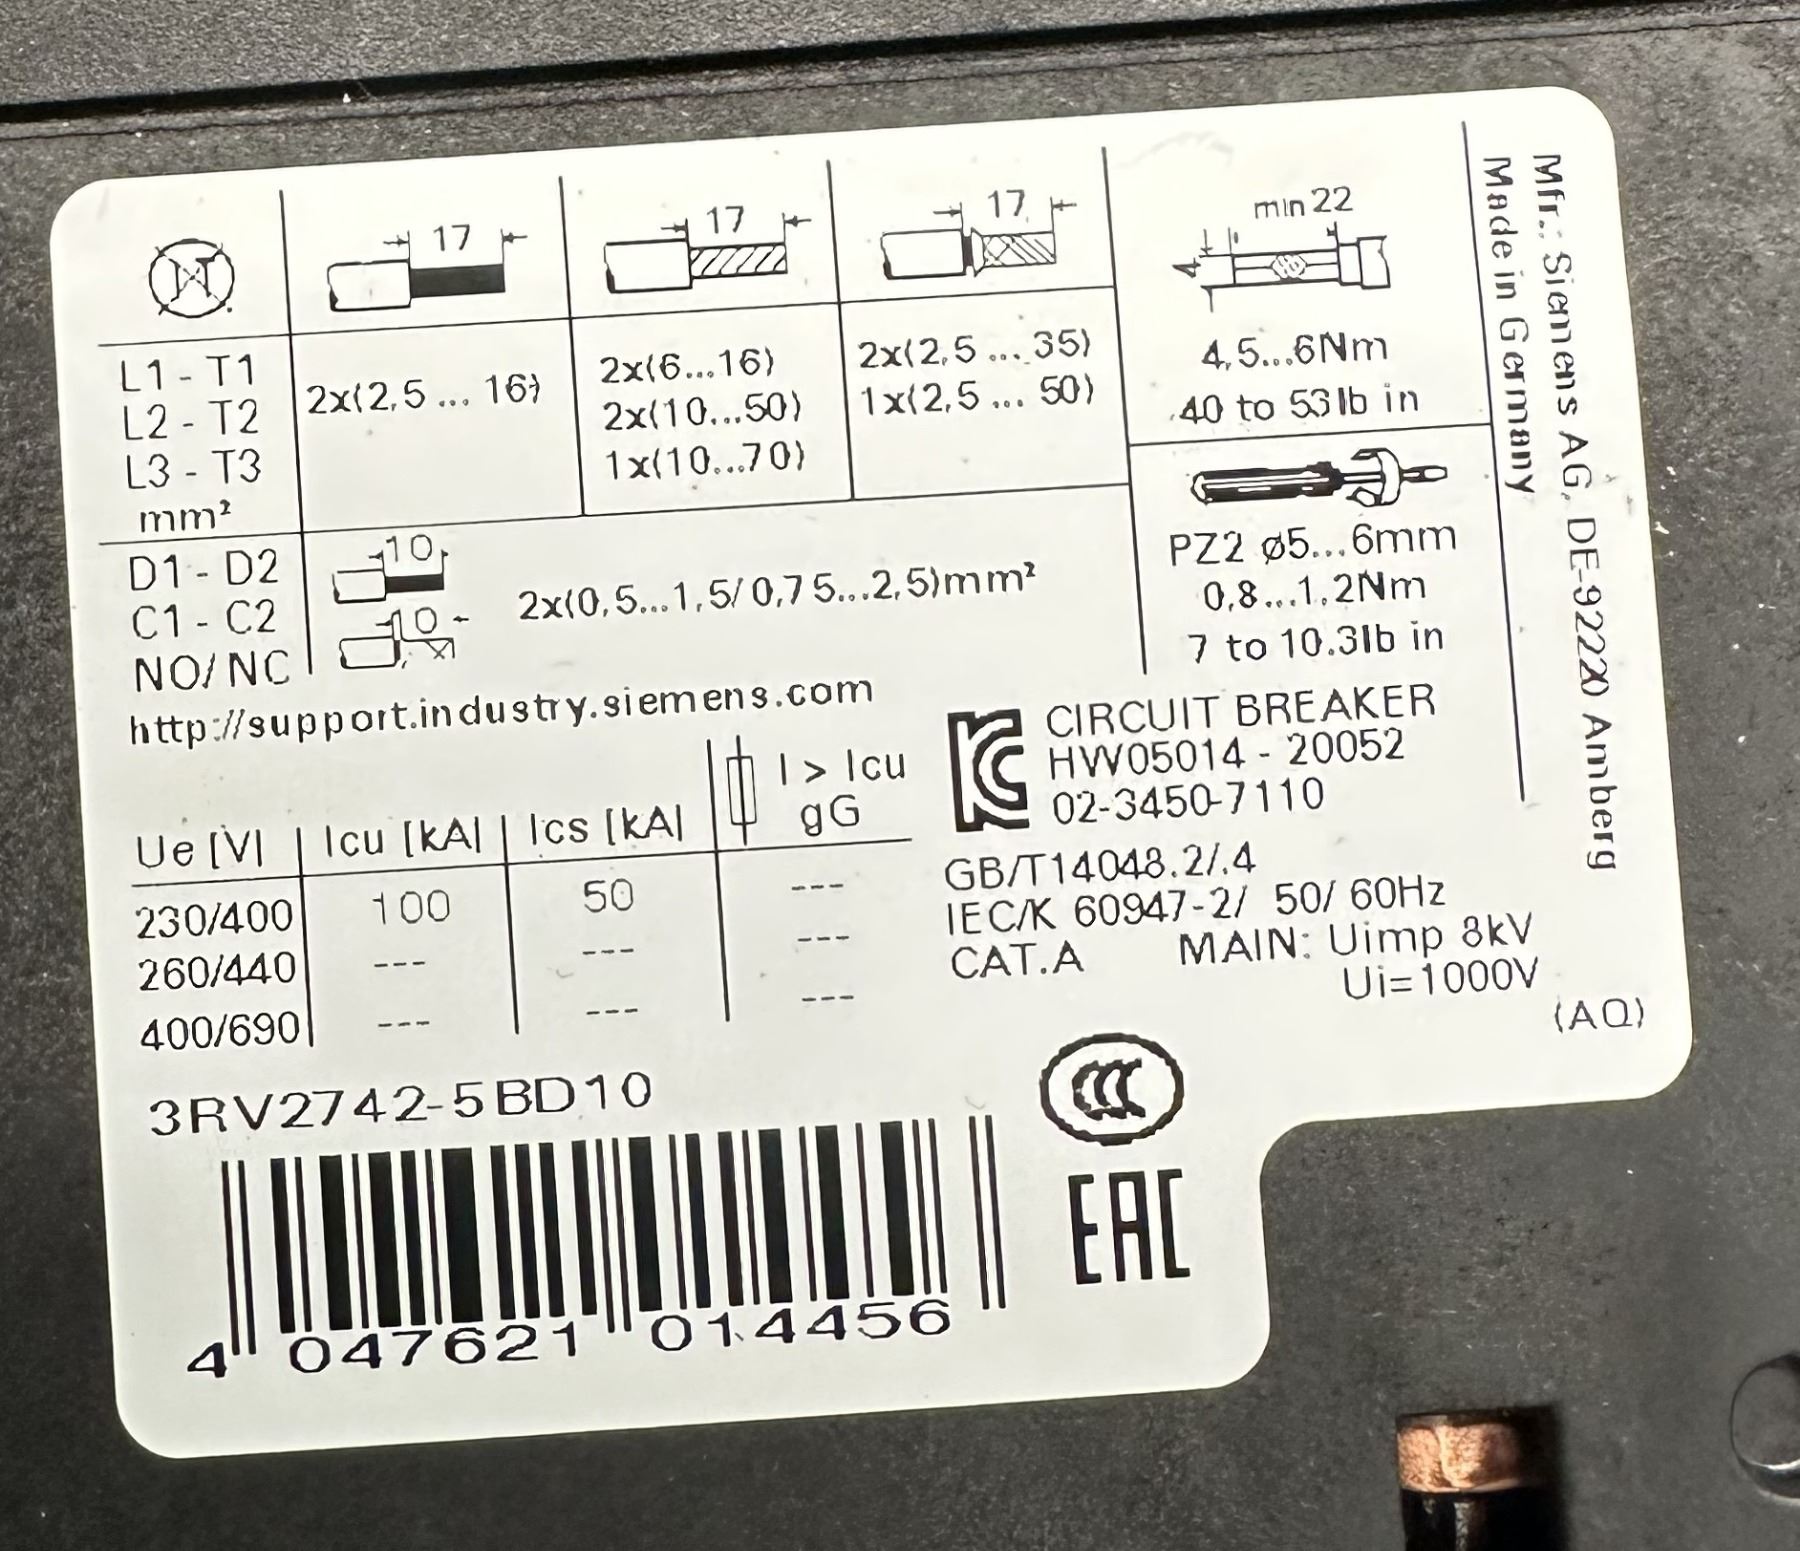 17
17
17
min 22
4
L1 - T1
L2 - T2
L3 - T3
mm²
2x(2,5 ... 16)
2x(6...16)
2x(10...50)
1x(10...70)
2x(2,5 ... 35)
1x(2,5 ... 50)
4,5...6Nm
40 to 53lb in
D1 - D2
C1 - C2
NO/NC
10
10
2x(0,5...1,5/0,75...2,5)mm²
PZ2 ø5...6mm
0,8...1,2Nm
7 to 10.3lb in
http://support.industry.siemens.com
Ue [V] Icu [kA] Ics [kA] I > Icu
gG
230/400 100 50 ---
260/440 --- --- ---
400/690 --- --- ---
CIRCUIT BREAKER
HW05014 - 20052
02-3450-7110
GB/T14048.2/.4
IEC/K 60947-2/ 50/60Hz
CAT.A MAIN: Uimp 8kV
Ui=1000V
(AQ)
3RV2742-5BD10
4 047621 014456
EAC
Mfr.: Siemens AG, DE-92220 Amberg
Made in Germany